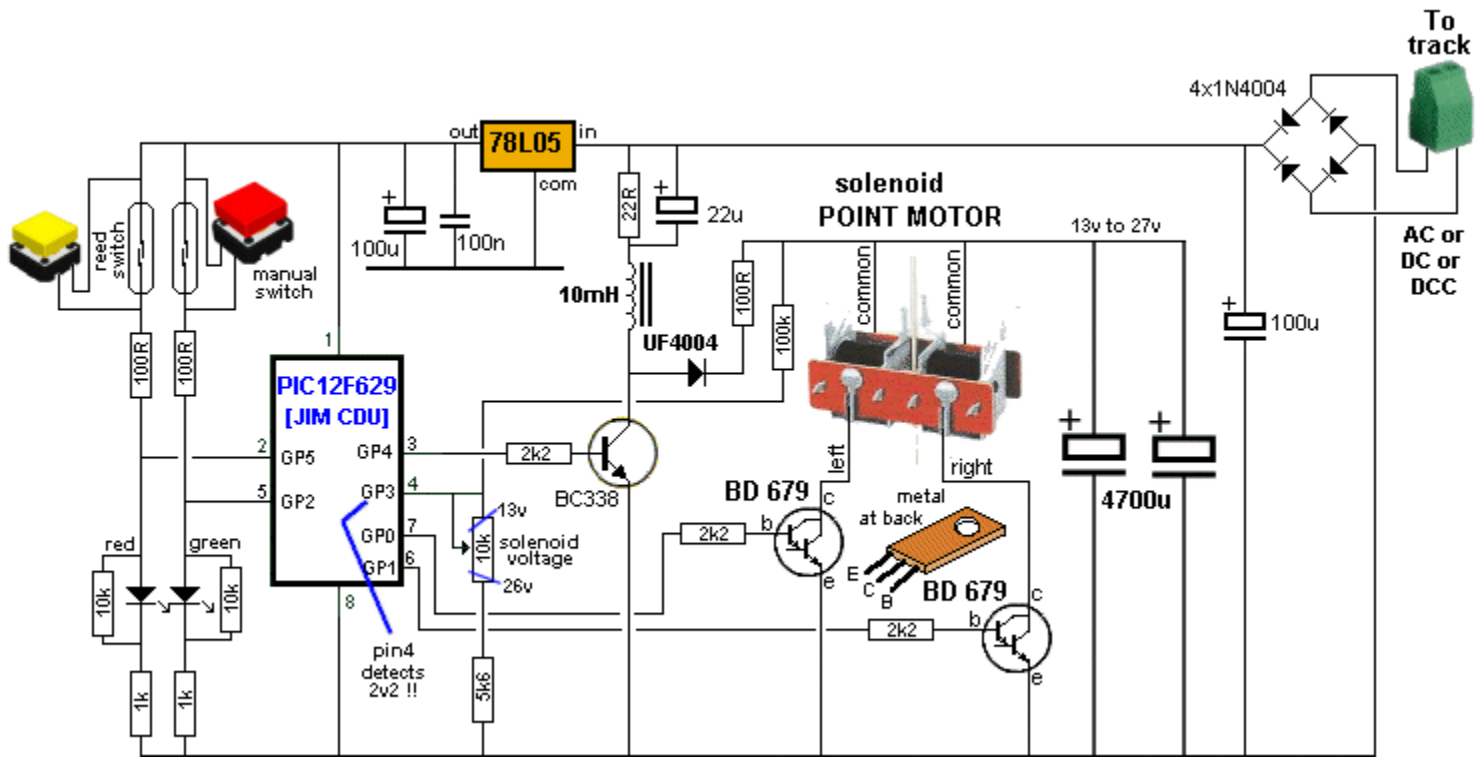 To
track
4x1N4004
AC or
DC or
DCC
out
78L05
in
com
+
100u
100n
22R
+
22u
solenoid
POINT MOTOR
13v to 27v
+
100u
reed
switch
manual
switch
10mH
100R
100k
common
common
UF4004
100R
100R
1
PIC12F629
[JIM CDU]
2
GP5
GP4
3
5
GP2
GP3
4
GP0
7
GP1
6
8
2k2
BC338
left
right
+
+
4700u
BD 679
c
b
e
metal
at back
E
C
B
BD 679
c
b
e
2k2
2k2
13v
10k
solenoid
voltage
26v
red
green
10k
10k
pin4
detects
2v2 !!
5k6
1k
1k